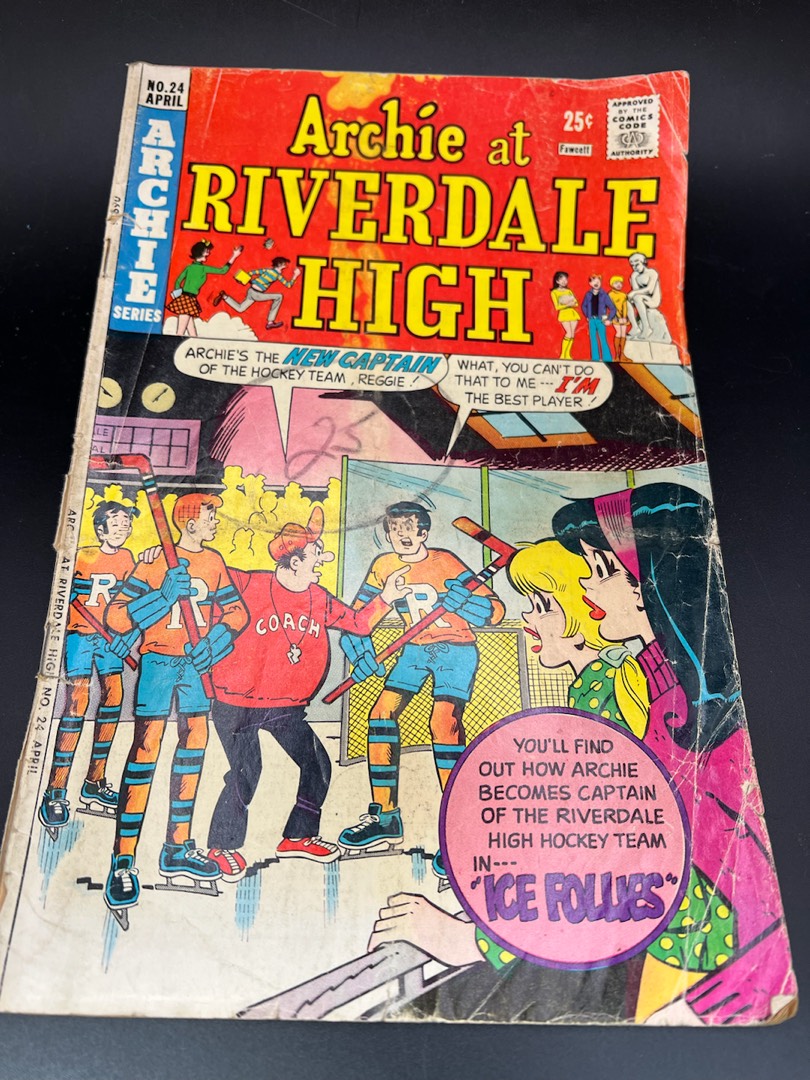 NO. 24
APRIL
ARCHIE
SERIES
Archie at
RIVERDALE
HIGH
25¢
Fawcett
APPROVED
BY THE
COMICS
CODE
CA
AUTHORITY
ARCHIE'S THE NEW CAPTAIN
OF THE HOCKEY TEAM, REGGIE!
WHAT, YOU CAN'T DO
THAT TO ME --- I'M
THE BEST PLAYER!
25
R
R
COACH
R
YOU'LL FIND
OUT HOW ARCHIE
BECOMES CAPTAIN
OF THE RIVERDALE
HIGH HOCKEY TEAM
IN---
"ICE FOLLIES"
AT RIVERDALE HIGH NO. 24 APRIL